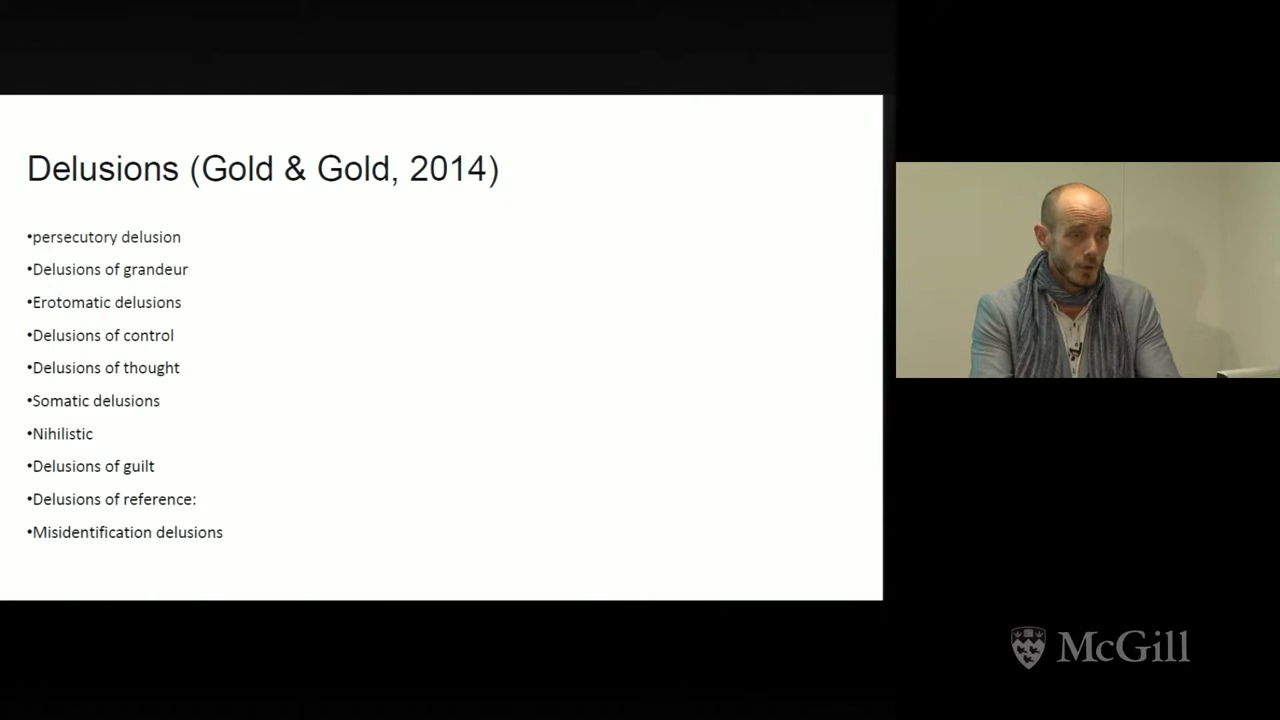 Delusions (Gold & Gold, 2014)
•persecutory delusion
•Delusions of grandeur
•Erotomatic delusions
•Delusions of control
•Delusions of thought
•Somatic delusions
•Nihilistic
•Delusions of guilt
•Delusions of reference:
•Misidentification delusions
McGill